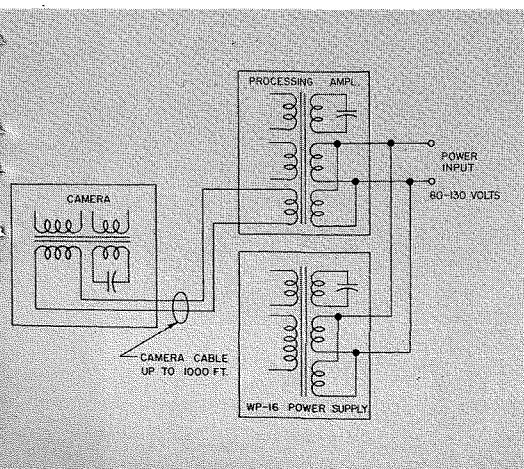 PROCESSING AMPL.
POWER
INPUT
80-130 VOLTS
CAMERA
CAMERA CABLE
UP TO 1000 FT.
WP-16 POWER SUPPLY